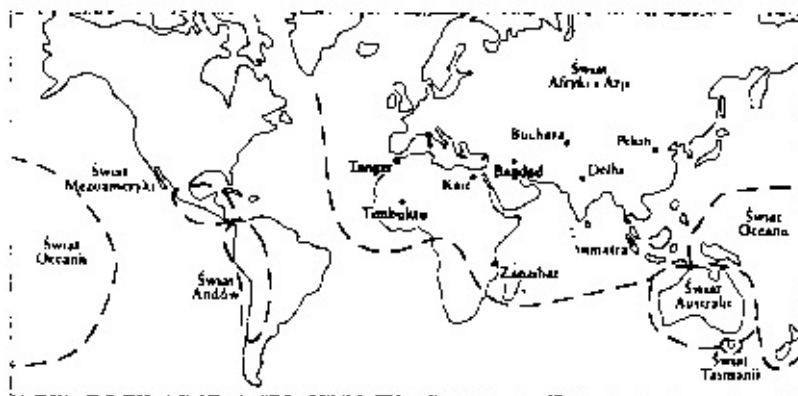 Świat
Afryki i Azji
Buchara
Pekin
Tanger
Bagdad
Delhi
Kair
Timbuktu
Świat
Mezoameryki
Świat
Oceanii
Świat
Andów
Zanzibar
Sumatra
Świat
Oceanii
Świat
Australii
Świat
Tasmanii